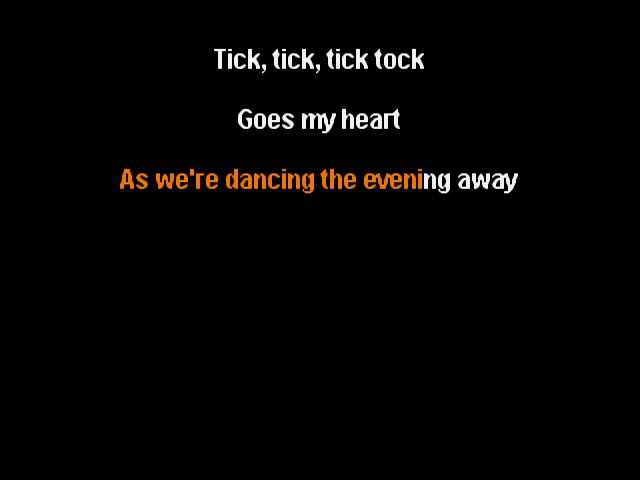 Tick, tick, tick tock
Goes my heart
As we're dancing the evening away